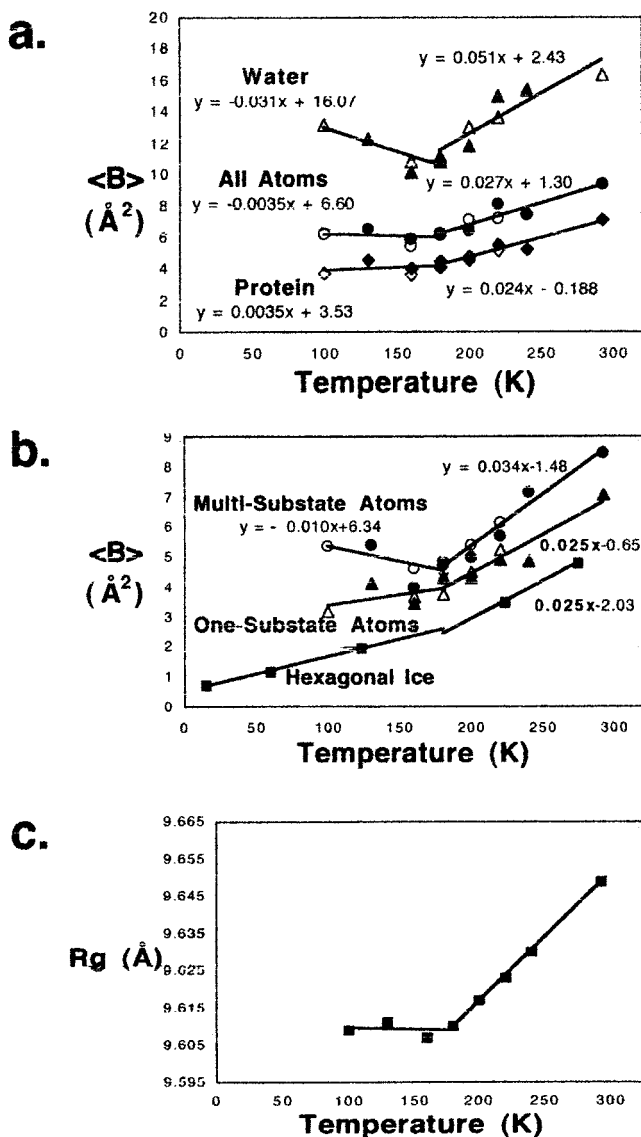 a.
20
18
16
14
12
10
8
6
4
2
0
<B>
(Å²)
Water
y = -0.031x + 16.07
y = 0.051x + 2.43
All Atoms
y = -0.0035x + 6.60
y = 0.027x + 1.30
Protein
y = 0.0035x + 3.53
y = 0.024x - 0.188
0 50 100 150 200 250 300
Temperature (K)
b.
9
8
7
6
5
4
3
2
1
0
<B>
(Å²)
Multi-Substate Atoms
y = - 0.010x+6.34
y = 0.034x-1.48
0.025x-0.65
One-Substate Atoms
0.025x-2.03
Hexagonal Ice
0 50 100 150 200 250 300
Temperature (K)
c.
9.665
9.655
9.645
9.635
9.625
9.615
9.605
9.595
Rg (Å)
0 50 100 150 200 250 300
Temperature (K)